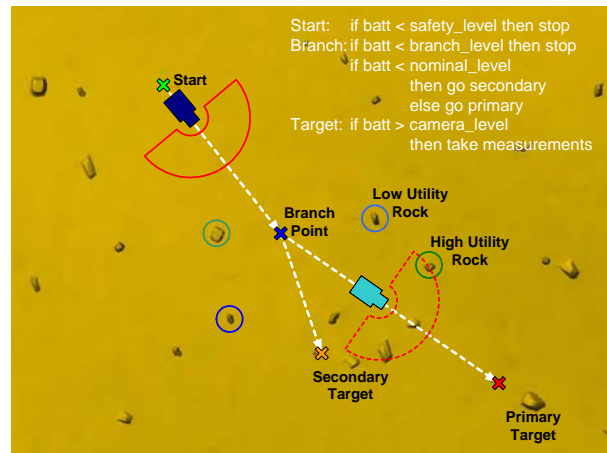 Start: if batt < safety_level then stop
Branch: if batt < branch_level then stop
if batt < nominal_level
then go secondary
else go primary
Target: if batt > camera_level
then take measurements
Start
Low Utility
Rock
Branch
Point
High Utility
Rock
Secondary
Target
Primary
Target